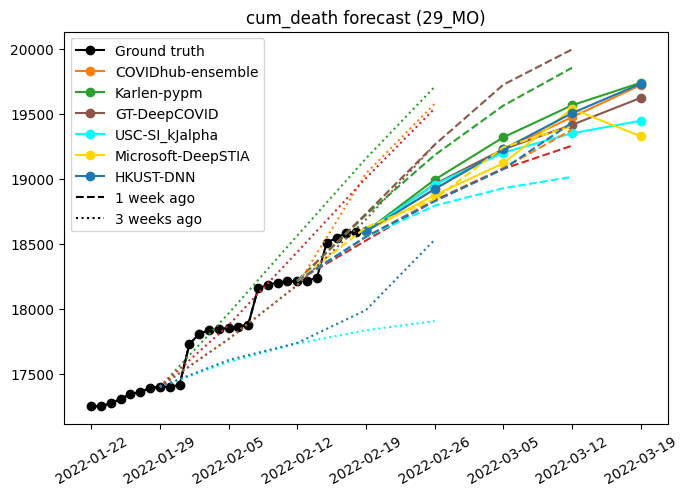 cum_death forecast (29_MO)
20000
19500
19000
18500
18000
17500
Ground truth
COVIDhub-ensemble
Karlen-pypm
GT-DeepCOVID
USC-SI_kJalpha
Microsoft-DeepSTIA
HKUST-DNN
1 week ago
3 weeks ago
2022-01-22
2022-01-29
2022-02-05
2022-02-12
2022-02-19
2022-02-26
2022-03-05
2022-03-12
2022-03-19